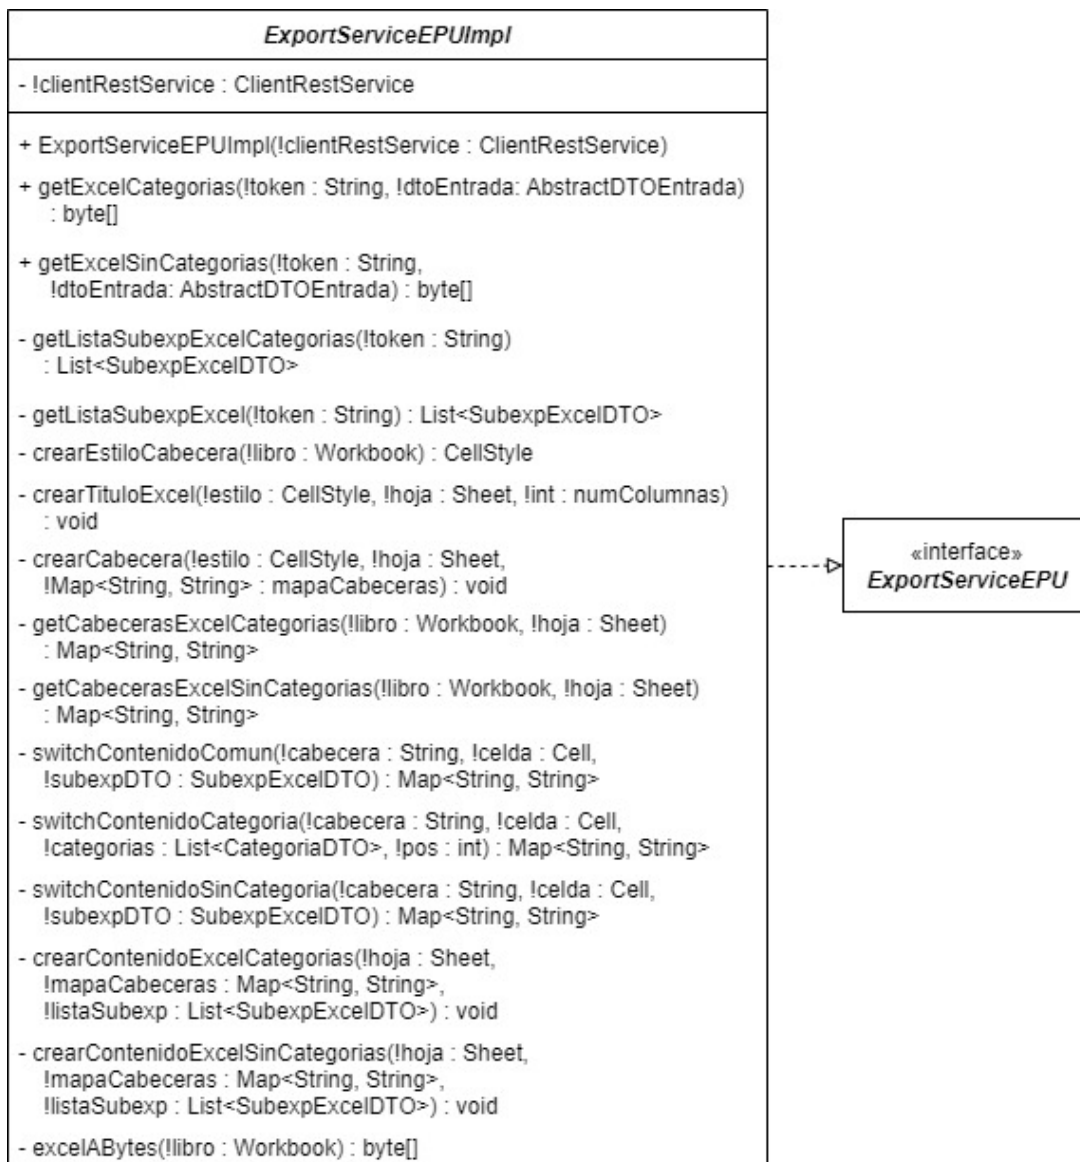 ExportServiceEPUImpl
- !clientRestService : ClientRestService
+ ExportServiceEPUImpl(!clientRestService : ClientRestService)
+ getExcelCategorias(!token : String, !dtoEntrada: AbstractDTOEntrada)
: byte[]
+ getExcelSinCategorias(!token : String,
!dtoEntrada: AbstractDTOEntrada) : byte[]
- getListaSubexpExcelCategorias(!token : String)
: List<SubexpExcelDTO>
- getListaSubexpExcel(!token : String) : List<SubexpExcelDTO>
- crearEstiloCabecera(!libro : Workbook) : CellStyle
- crearTituloExcel(!estilo : CellStyle, !hoja : Sheet, !int : numColumnas)
: void
- crearCabecera(!estilo : CellStyle, !hoja : Sheet,
!Map<String, String> : mapaCabeceras) : void
- getCabecerasExcelCategorias(!libro : Workbook, !hoja : Sheet)
: Map<String, String>
- getCabecerasExcelSinCategorias(!libro : Workbook, !hoja : Sheet)
: Map<String, String>
- switchContenidoComun(!cabecera : String, !celda : Cell,
!subexpDTO : SubexpExcelDTO) : Map<String, String>
- switchContenidoCategoria(!cabecera : String, !celda : Cell,
!categorias : List<CategoriaDTO>, !pos : int) : Map<String, String>
- switchContenidoSinCategoria(!cabecera : String, !celda : Cell,
!subexpDTO : SubexpExcelDTO) : Map<String, String>
- crearContenidoExcelCategorias(!hoja : Sheet,
!mapaCabeceras : Map<String, String>,
!listaSubexp : List<SubexpExcelDTO>) : void
- crearContenidoExcelSinCategorias(!hoja : Sheet,
!mapaCabeceras : Map<String, String>,
!listaSubexp : List<SubexpExcelDTO>) : void
- excelABytes(!libro : Workbook) : byte[]
«interface»
ExportServiceEPU